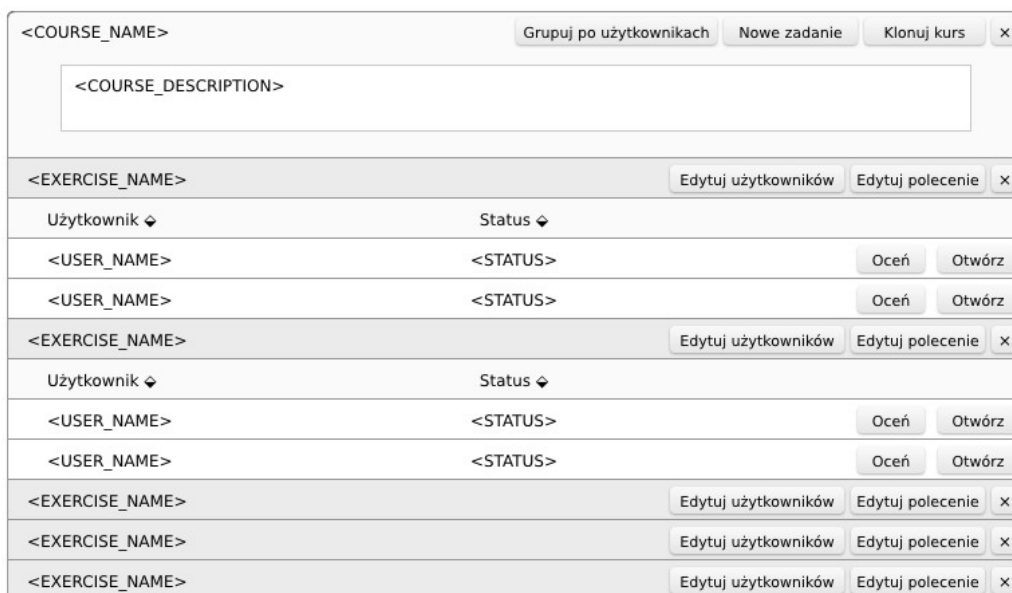 <COURSE_NAME> Grupuj po użytkownikach Nowe zadanie Klonuj kurs ×
<COURSE_DESCRIPTION>
<EXERCISE_NAME> Edytuj użytkowników Edytuj polecenie ×
Użytkownik ⬙ Status ⬙
<USER_NAME> <STATUS> Oceń Otwórz
<USER_NAME> <STATUS> Oceń Otwórz
<EXERCISE_NAME> Edytuj użytkowników Edytuj polecenie ×
Użytkownik ⬙ Status ⬙
<USER_NAME> <STATUS> Oceń Otwórz
<USER_NAME> <STATUS> Oceń Otwórz
<EXERCISE_NAME> Edytuj użytkowników Edytuj polecenie ×
<EXERCISE_NAME> Edytuj użytkowników Edytuj polecenie ×
<EXERCISE_NAME> Edytuj użytkowników Edytuj polecenie ×